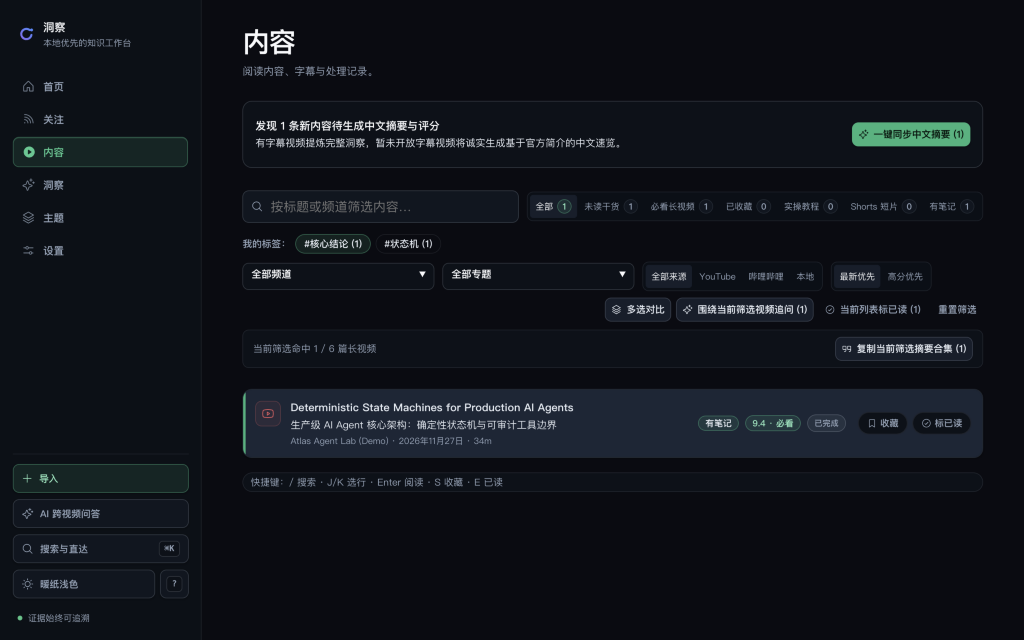 洞察
本地优先的知识工作台
首页
关注
内容
洞察
主题
设置
导入
AI 跨视频问答
搜索与直达 ⌘K
暖纸浅色 ?
证据始终可追溯
内容
阅读内容、字幕与处理记录。
发现 1 条新内容待生成中文摘要与评分
有字幕视频提炼完整洞察，暂未开放字幕视频将诚实生成基于官方简介的中文速览。
一键同步中文摘要 (1)
按标题或频道筛选内容...
全部 1 未读干货 1 必看长视频 1 已收藏 0 实操教程 0 Shorts 短片 0 有笔记 1
我的标签： #核心结论 (1) #状态机 (1)
全部频道 ▼ 全部专题 ▼ 全部来源 YouTube 哔哩哔哩 本地 最新优先 高分优先
多选对比 围绕当前筛选视频追问 (1) 当前列表标已读 (1) 重置筛选
当前筛选命中 1 / 6 篇长视频
复制当前筛选摘要合集 (1)
Deterministic State Machines for Production AI Agents
生产级 AI Agent 核心架构：确定性状态机与可审计工具边界
Atlas Agent Lab (Demo) · 2026年11月27日 · 34m
有笔记 9.4 · 必看 已完成 收藏 标已读
快捷键：/ 搜索 · J/K 选行 · Enter 阅读 · S 收藏 · E 已读